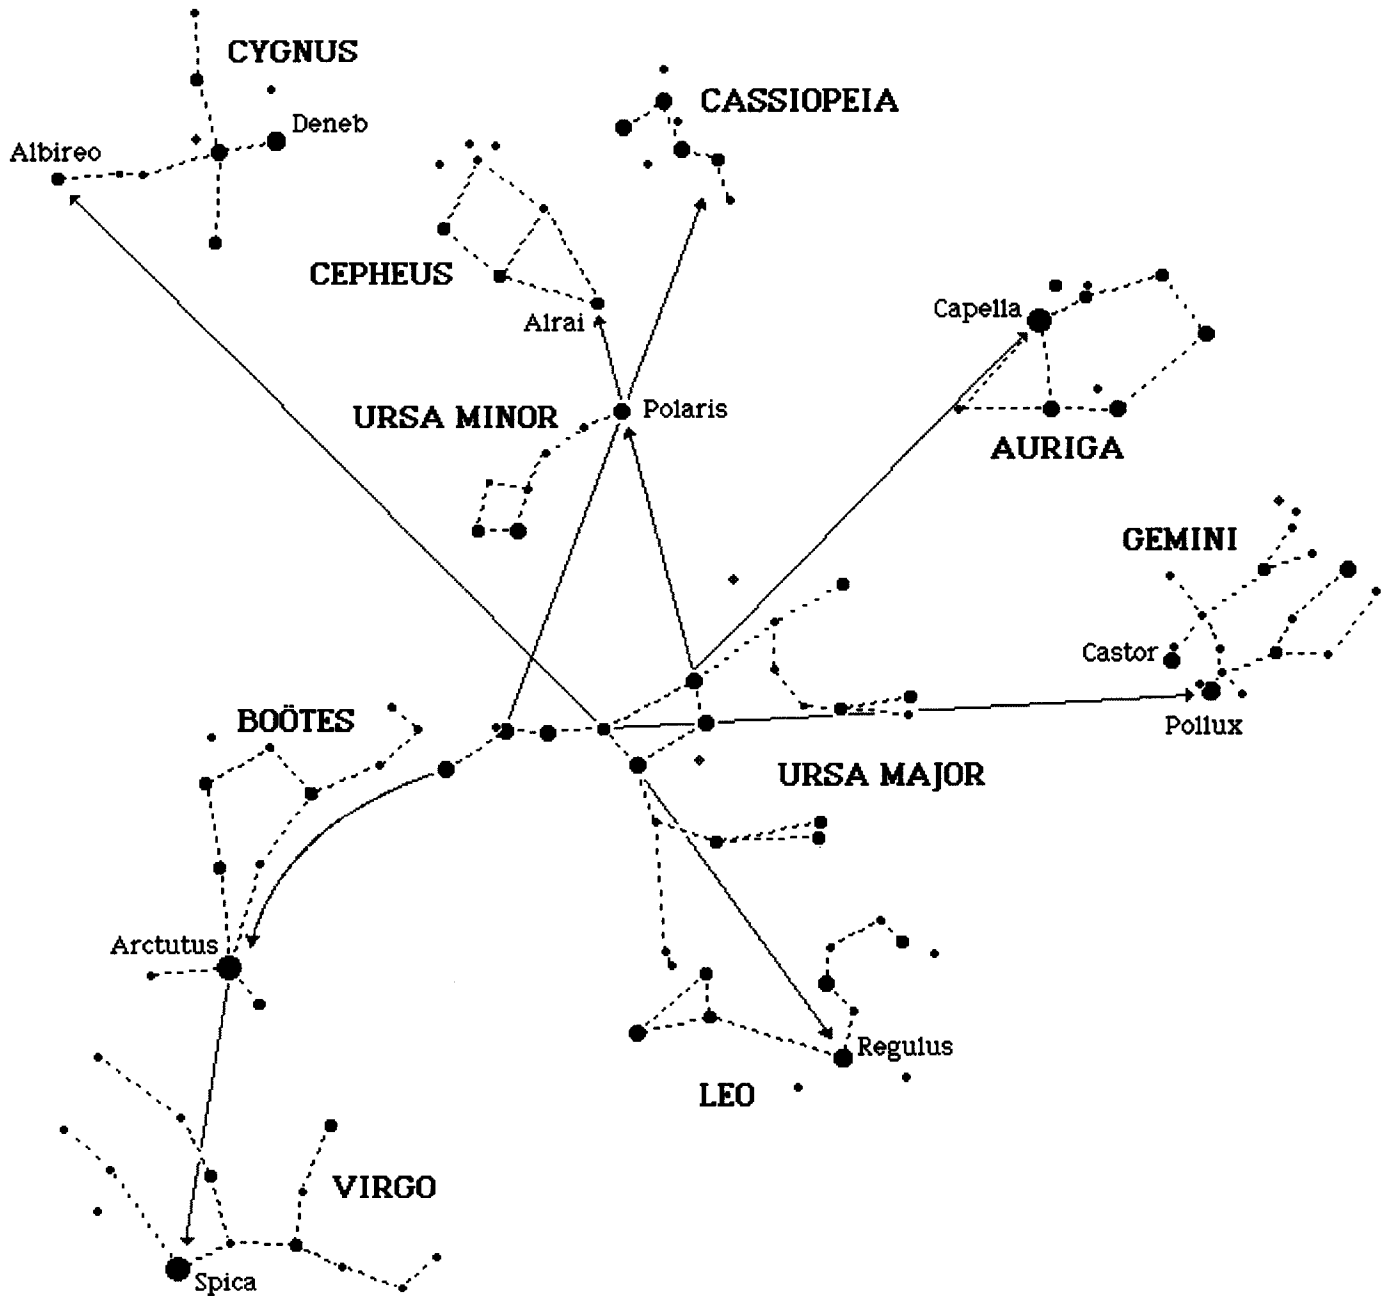 CYGNUS
Deneb
Albireo
CASSIOPEIA
CEPHEUS
Alrai
Capella
URSA MINOR
Polaris
AURIGA
GEMINI
Castor
Pollux
BOÖTES
URSA MAJOR
Arctutus
Regulus
LEO
VIRGO
Spica